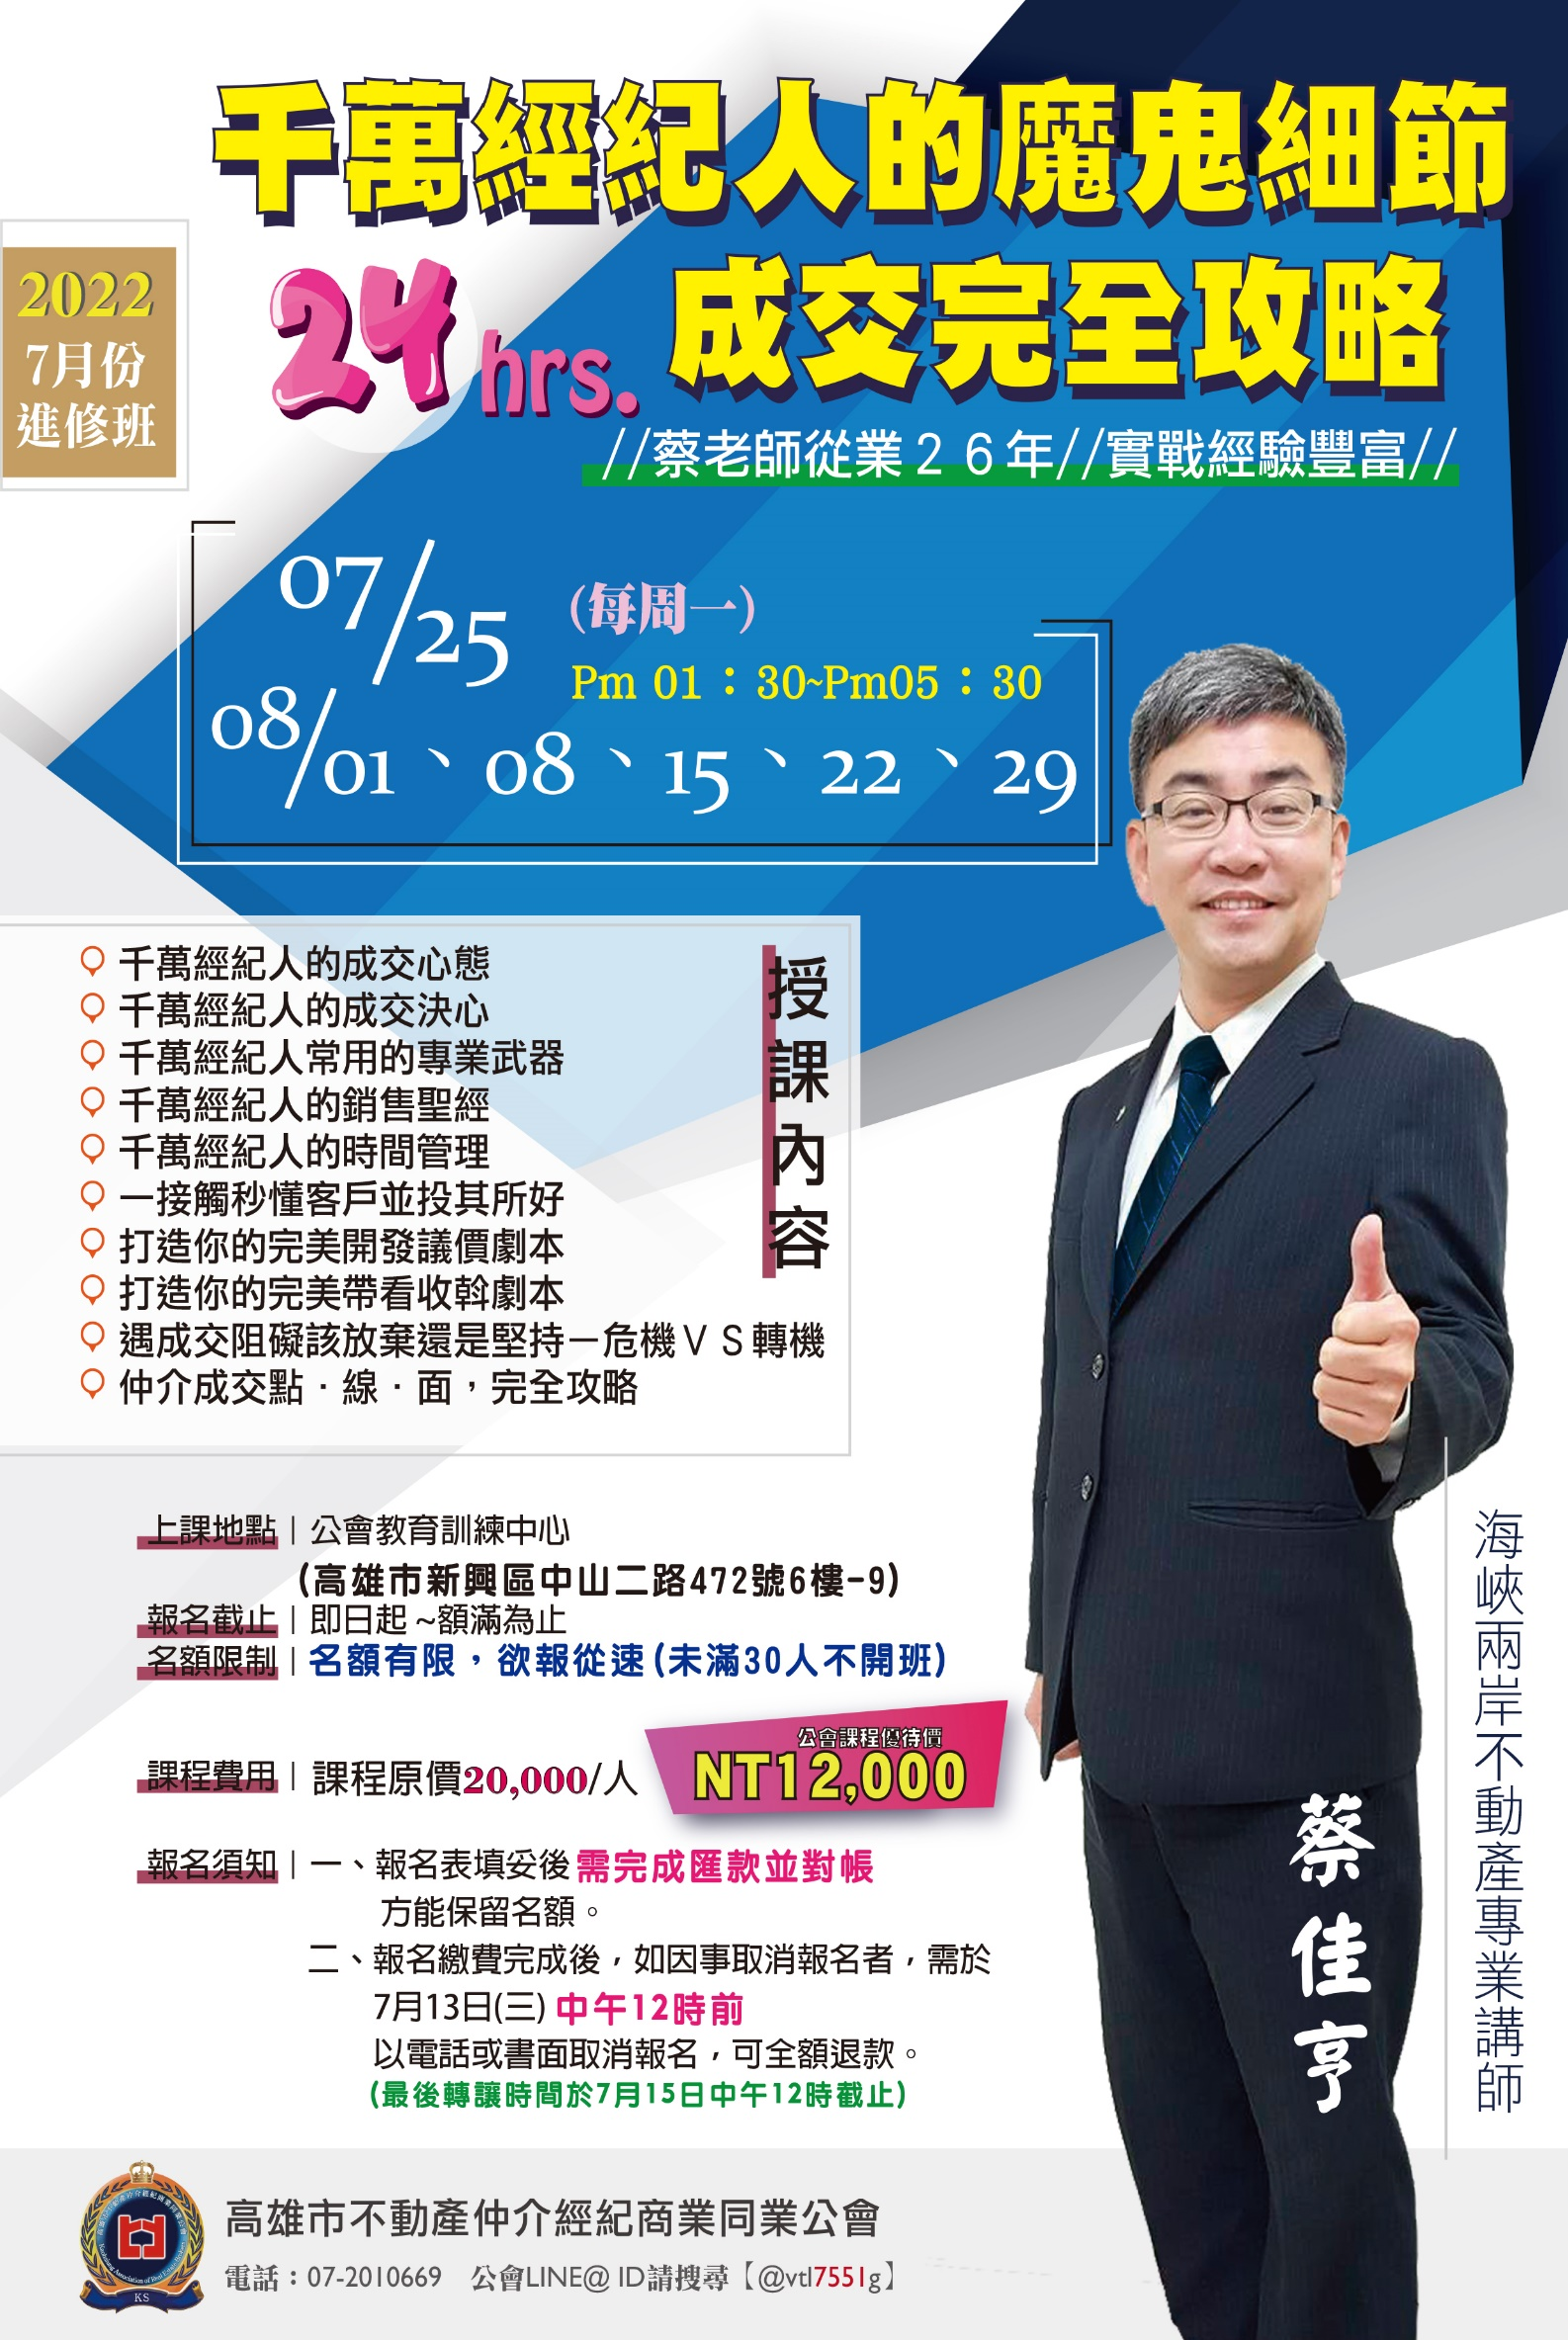 千萬經紀人的魔鬼細節
24 hrs. 成交完全攻略
//蔡老師從業２６年//實戰經驗豐富//
2022
7月份
進修班
07/25 (每周一)
Pm 01：30~Pm05：30
08/01、08、15、22、29
授課內容
千萬經紀人的成交心態
千萬經紀人的成交決心
千萬經紀人常用的專業武器
千萬經紀人的銷售聖經
千萬經紀人的時間管理
一接觸秒懂客戶並投其所好
打造你的完美開發議價劇本
打造你的完美帶看收斡劇本
遇成交阻礙該放棄還是堅持－危機ＶＳ轉機
仲介成交點．線．面，完全攻略
上課地點｜公會教育訓練中心
(高雄市新興區中山二路472號6樓-9)
報名截止｜即日起 ~額滿為止
名額限制｜名額有限，欲報從速(未滿30人不開班)
公會課程優待價
課程費用｜課程原價20,000/人 NT12,000
報名須知｜一、報名表填妥後 需完成匯款並對帳
方能保留名額。
二、報名繳費完成後，如因事取消報名者，需於
7月13日(三) 中午12時前
以電話或書面取消報名，可全額退款。
(最後轉讓時間於7月15日中午12時截止)
海峽兩岸不動產專業講師
蔡佳亨
高雄市不動產仲介經紀商業同業公會
電話：07-2010669 公會LINE@ ID請搜尋【@vtl7551g】
KS